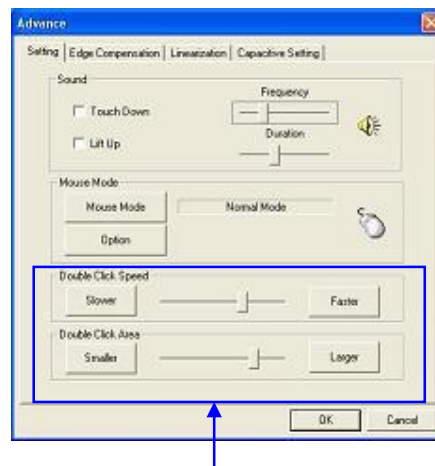 Advance
Setting Edge Compensation Linearization Capacitive Setting
Sound
Frequency
Touch Down
Duration
Lift Up
Mouse Mode
Mouse Mode Normal Mode
Option
Double Click Speed
Slower Faster
Double Click Area
Smaller Larger
OK Cancel